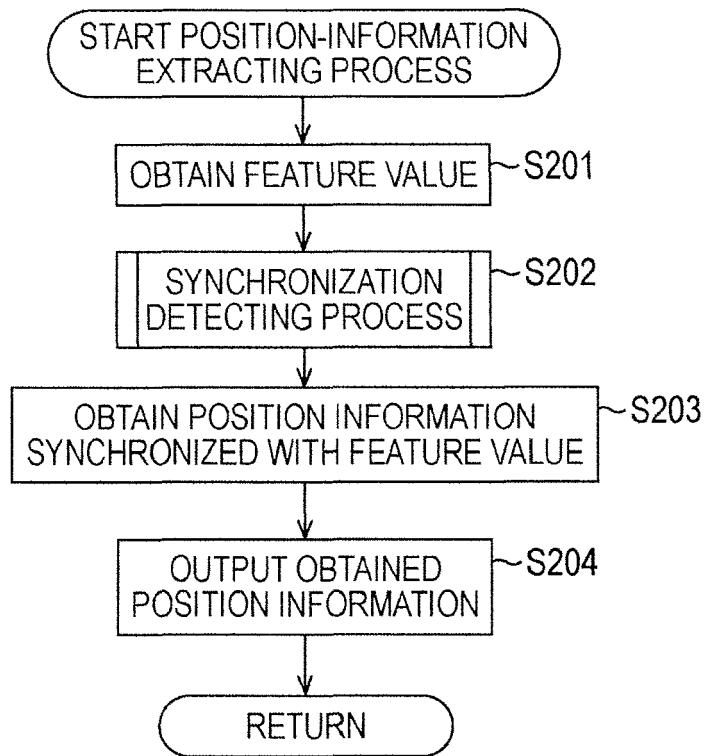 START POSITION-INFORMATION
EXTRACTING PROCESS
OBTAIN FEATURE VALUE
S201
SYNCHRONIZATION
DETECTING PROCESS
S202
OBTAIN POSITION INFORMATION
SYNCHRONIZED WITH FEATURE VALUE
S203
OUTPUT OBTAINED
POSITION INFORMATION
S204
RETURN